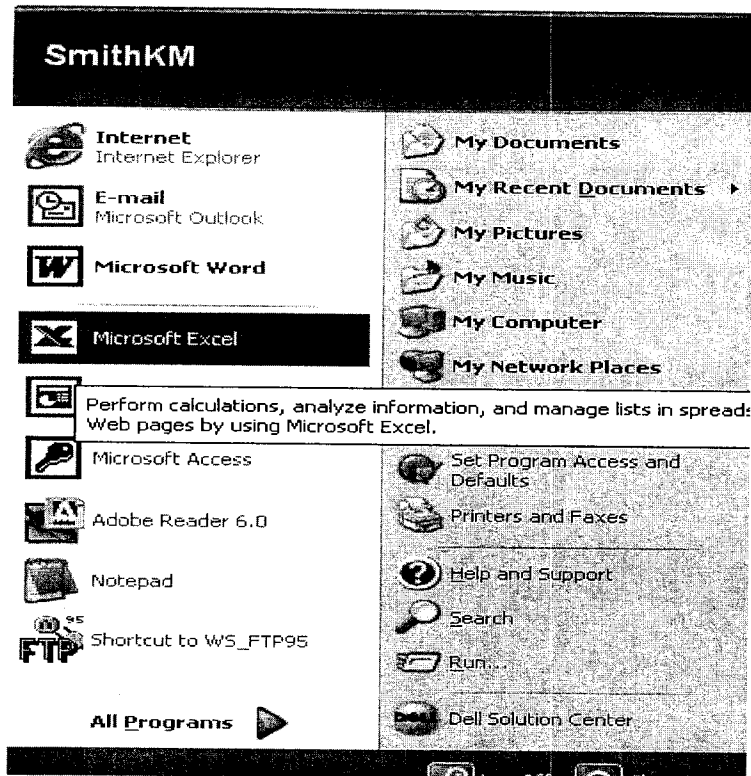 SmithKM
Internet
Internet Explorer
E-mail
Microsoft Outlook
Microsoft Word
Microsoft Excel
Perform calculations, analyze information, and manage lists in spreads
Web pages by using Microsoft Excel.
Microsoft Access
Adobe Reader 6.0
Notepad
95
FTP
Shortcut to WS_FTP95
All Programs
My Documents
My Recent Documents
My Pictures
My Music
My Computer
My Network Places
Set Program Access and
Defaults
Printers and Faxes
Help and Support
Search
Run...
DELL
Dell Solution Center